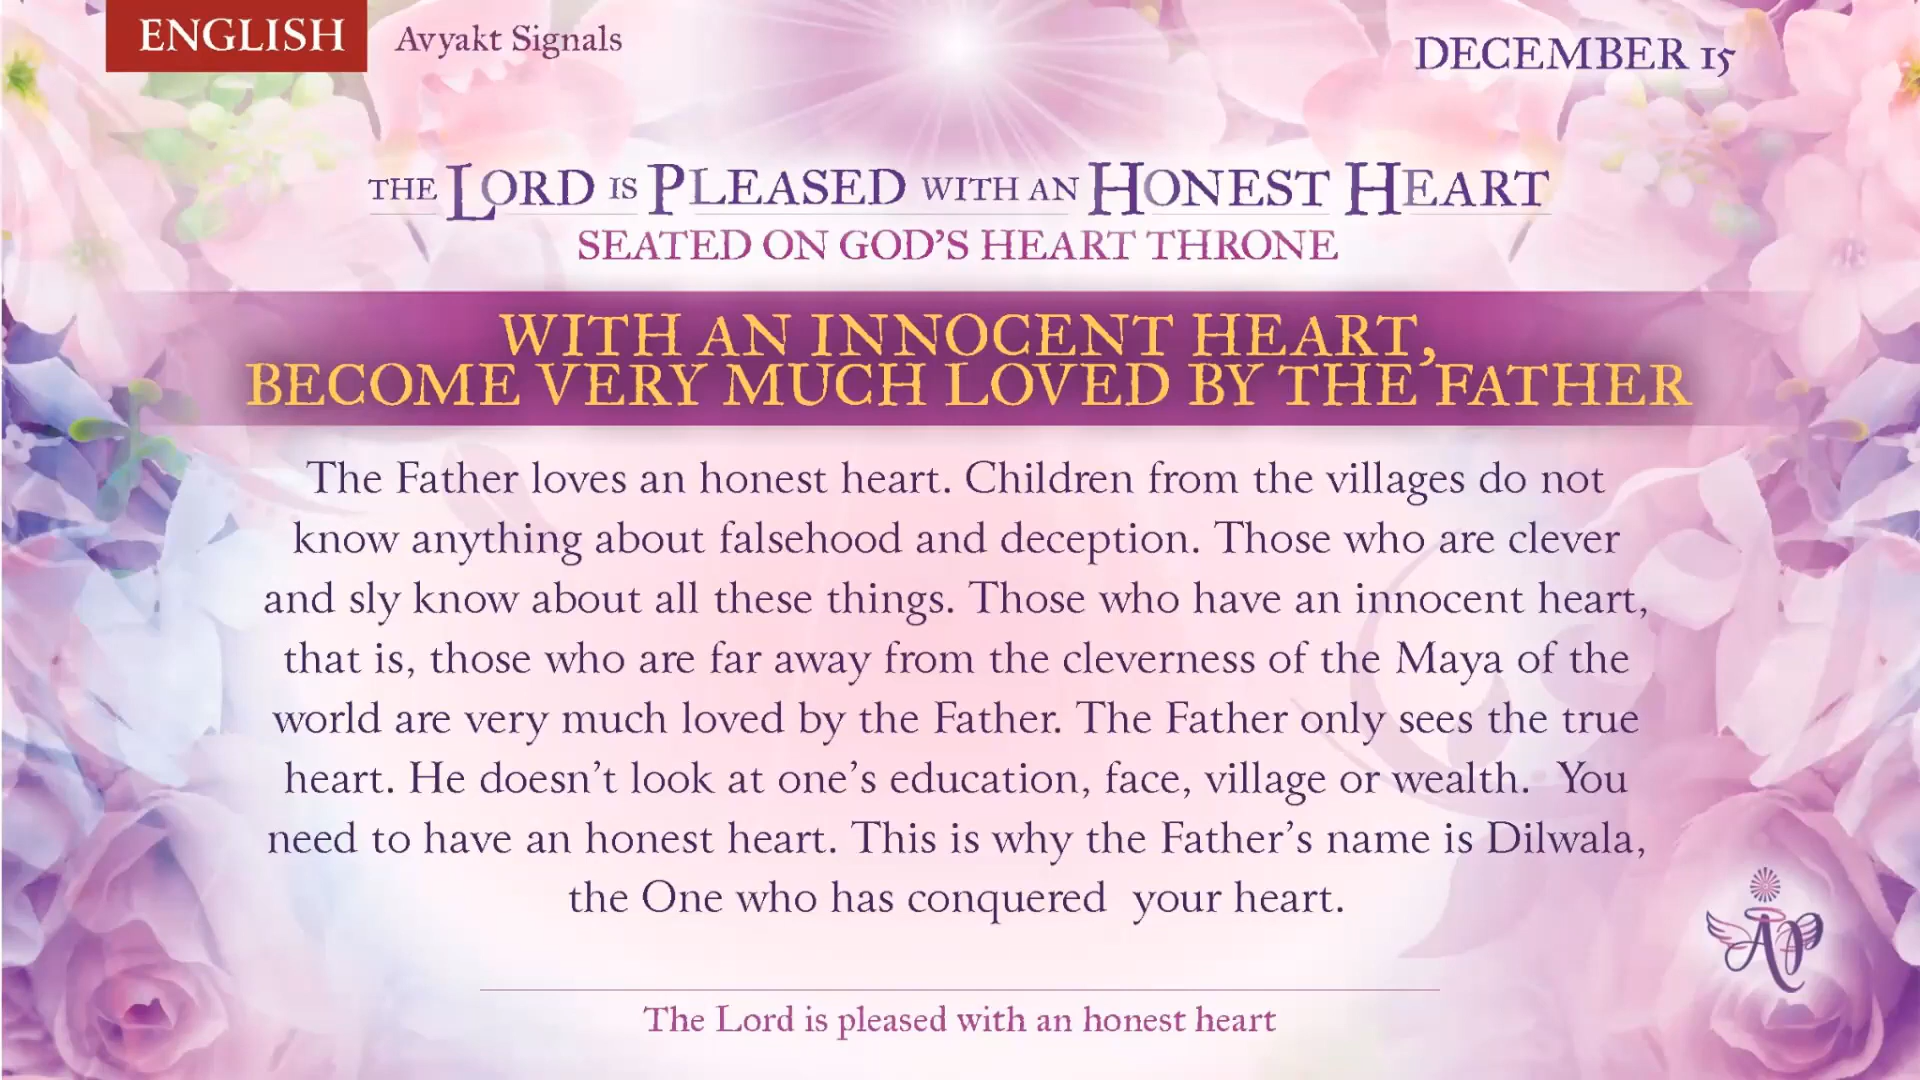 ENGLISH
Avyakt Signals
DECEMBER 15
THE LORD IS PLEASED WITH AN HONEST HEART
SEATED ON GOD'S HEART THRONE
WITH AN INNOCENT HEART,
BECOME VERY MUCH LOVED BY THE FATHER
The Father loves an honest heart. Children from the villages do not
know anything about falsehood and deception. Those who are clever
and sly know about all these things. Those who have an innocent heart,
that is, those who are far away from the cleverness of the Maya of the
world are very much loved by the Father. The Father only sees the true
heart. He doesn't look at one's education, face, village or wealth.  You
need to have an honest heart. This is why the Father's name is Dilwala,
the One who has conquered  your heart.
AP
The Lord is pleased with an honest heart